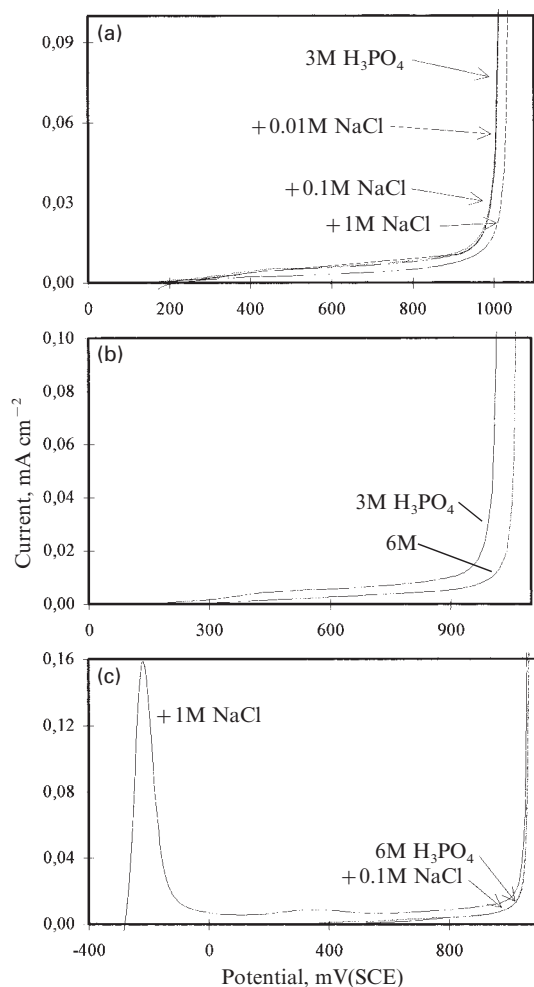 (a)
0,09
0,06
0,03
0,00
3M H₃PO₄
+0.01M NaCl
+0.1M NaCl
+1M NaCl
0 200 400 600 800 1000
(b)
0,10
0,08
0,06
0,04
0,02
0,00
3M H₃PO₄
6M
0 300 600 900
Current, mA cm⁻²
(c)
0,16
0,12
0,08
0,04
0,00
+1M NaCl
6M H₃PO₄
+0.1M NaCl
-400 0 400 800
Potential, mV(SCE)